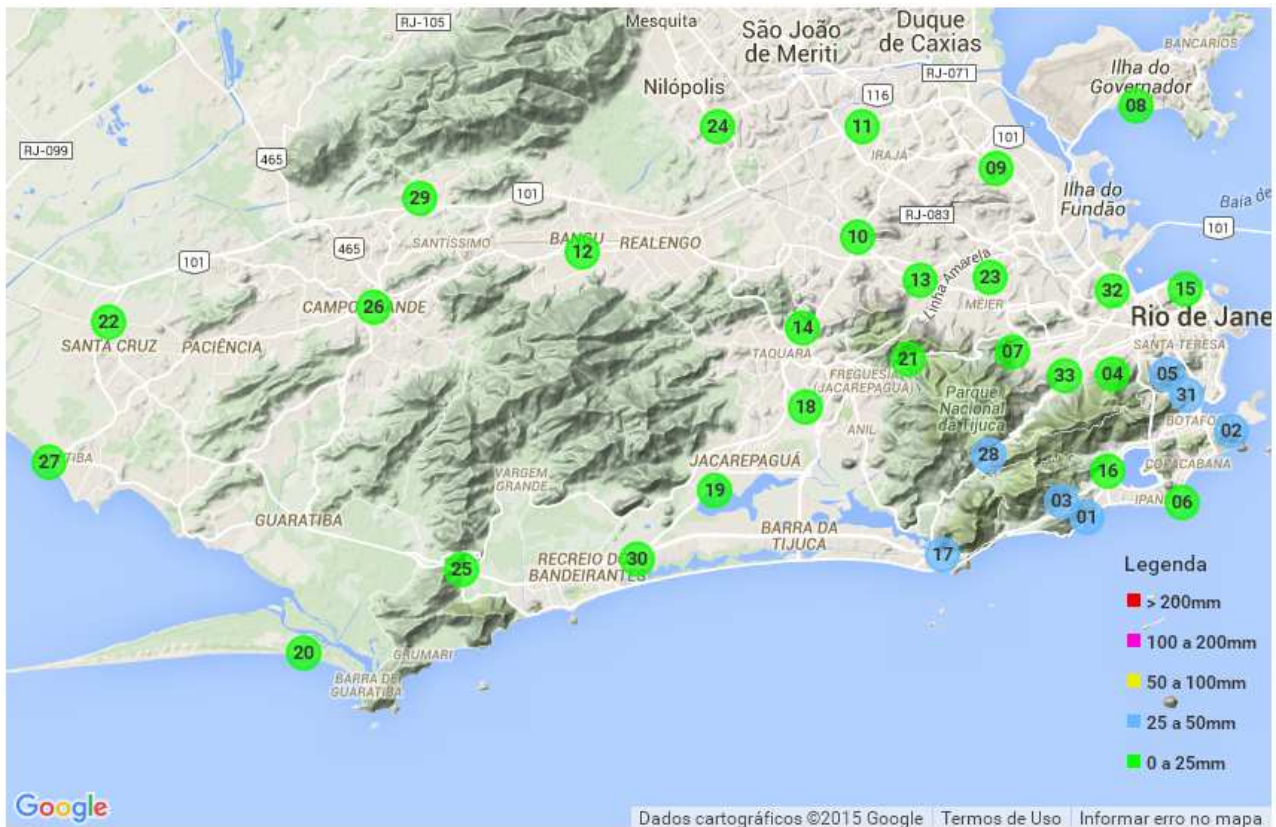 RJ-105
Mesquita
São João
de Meriti
Duque
de Caxias
BANCÁRIOS
RJ-071
Ilha do
Governador
08
116
Nilópolis
24
11
IRAJÁ
101
09
RJ-099
465
29
101
Ilha do
Fundão
Baía de
RJ-083
101
10
SANTÍSSIMO
BANGU
REALENGO
12
465
101
Linha Amarela
13
23
MÉIER
32
15
CAMPO GRANDE
26
22
SANTA CRUZ
PACIÊNCIA
14
TAQUARA
Rio de Jane
SANTA TERESA
21
07
FREGUESIA
(JACAREPAGUÁ)
33
04
05
31
Parque
Nacional
da Tijuca
18
ANIL
BOTAFO
02
27
TIBA
28
COPACABANA
16
JACAREPAGUÁ
VARGEM
GRANDE
19
03
01
IPAN
06
GUARATIBA
BARRA DA
TIJUCA
17
RECREIO DOS
BANDEIRANTES
30
25
20
GRUMARI
BARRA DE
GUARATIBA
Legenda
> 200mm
100 a 200mm
50 a 100mm
25 a 50mm
0 a 25mm
Google
Dados cartográficos ©2015 Google
Termos de Uso
Informar erro no mapa